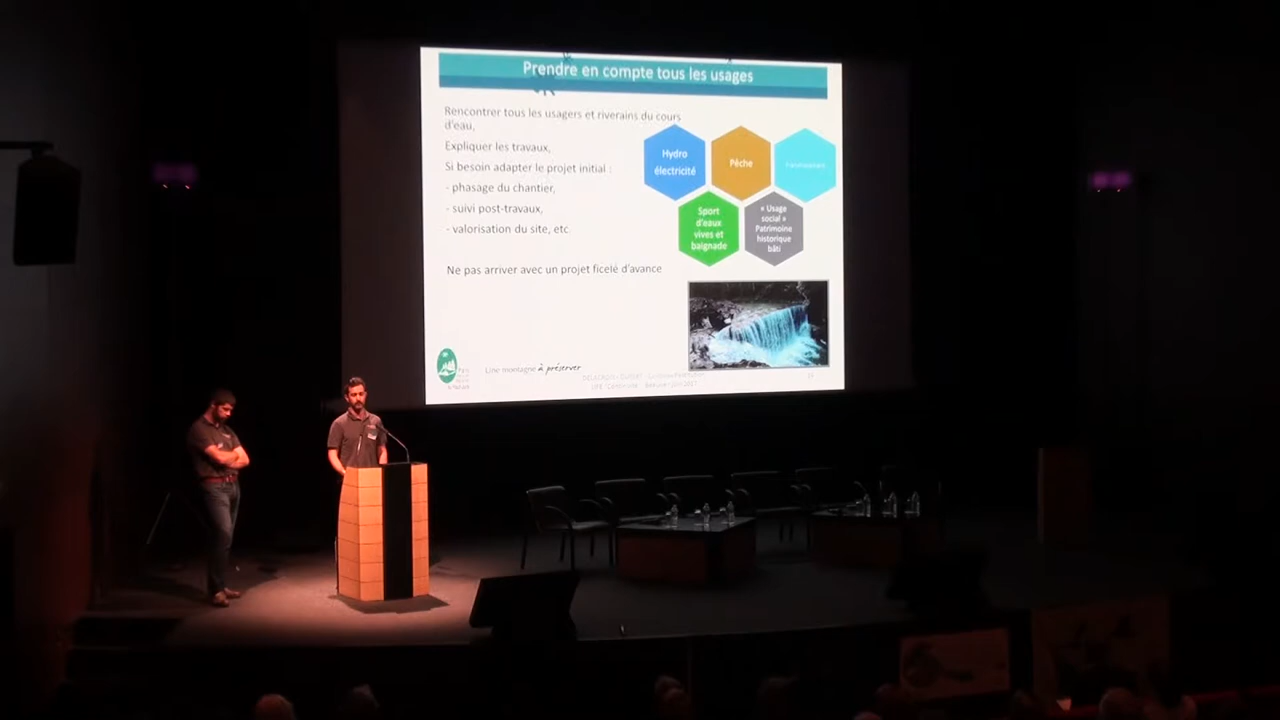 Prendre en compte tous les usages
Rencontrer tous les usagers et riverains du cours
d'eau,
Expliquer les travaux,
Si besoin adapter le projet initial :
- phasage du chantier,
- suivi post-travaux,
- valorisation du site, etc.
Ne pas arriver avec un projet ficelé d'avance
Hydro
électricité
Pêche
Sport
d'eaux
vives et
baignade
« Usage
social »
Patrimoine
historique
bâti
Une montagne à préserver